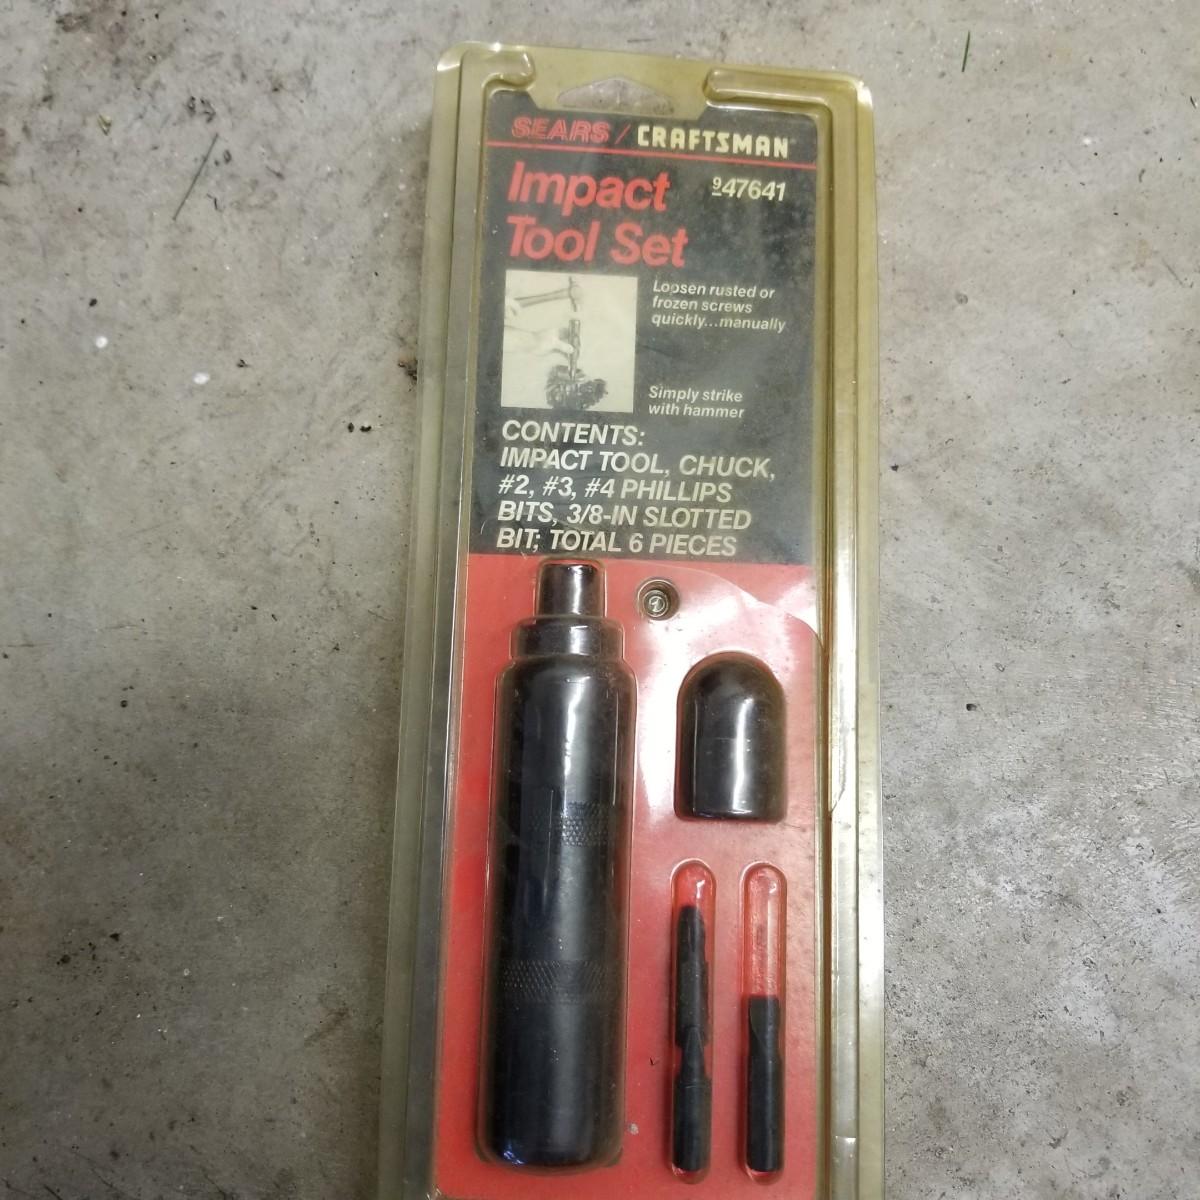 SEARS / CRAFTSMAN
Impact
Tool Set
947641
Loosen rusted or
frozen screws
quickly...manually
Simply strike
with hammer
CONTENTS:
IMPACT TOOL, CHUCK,
#2, #3, #4 PHILLIPS
BITS, 3/8-IN SLOTTED
BIT; TOTAL 6 PIECES